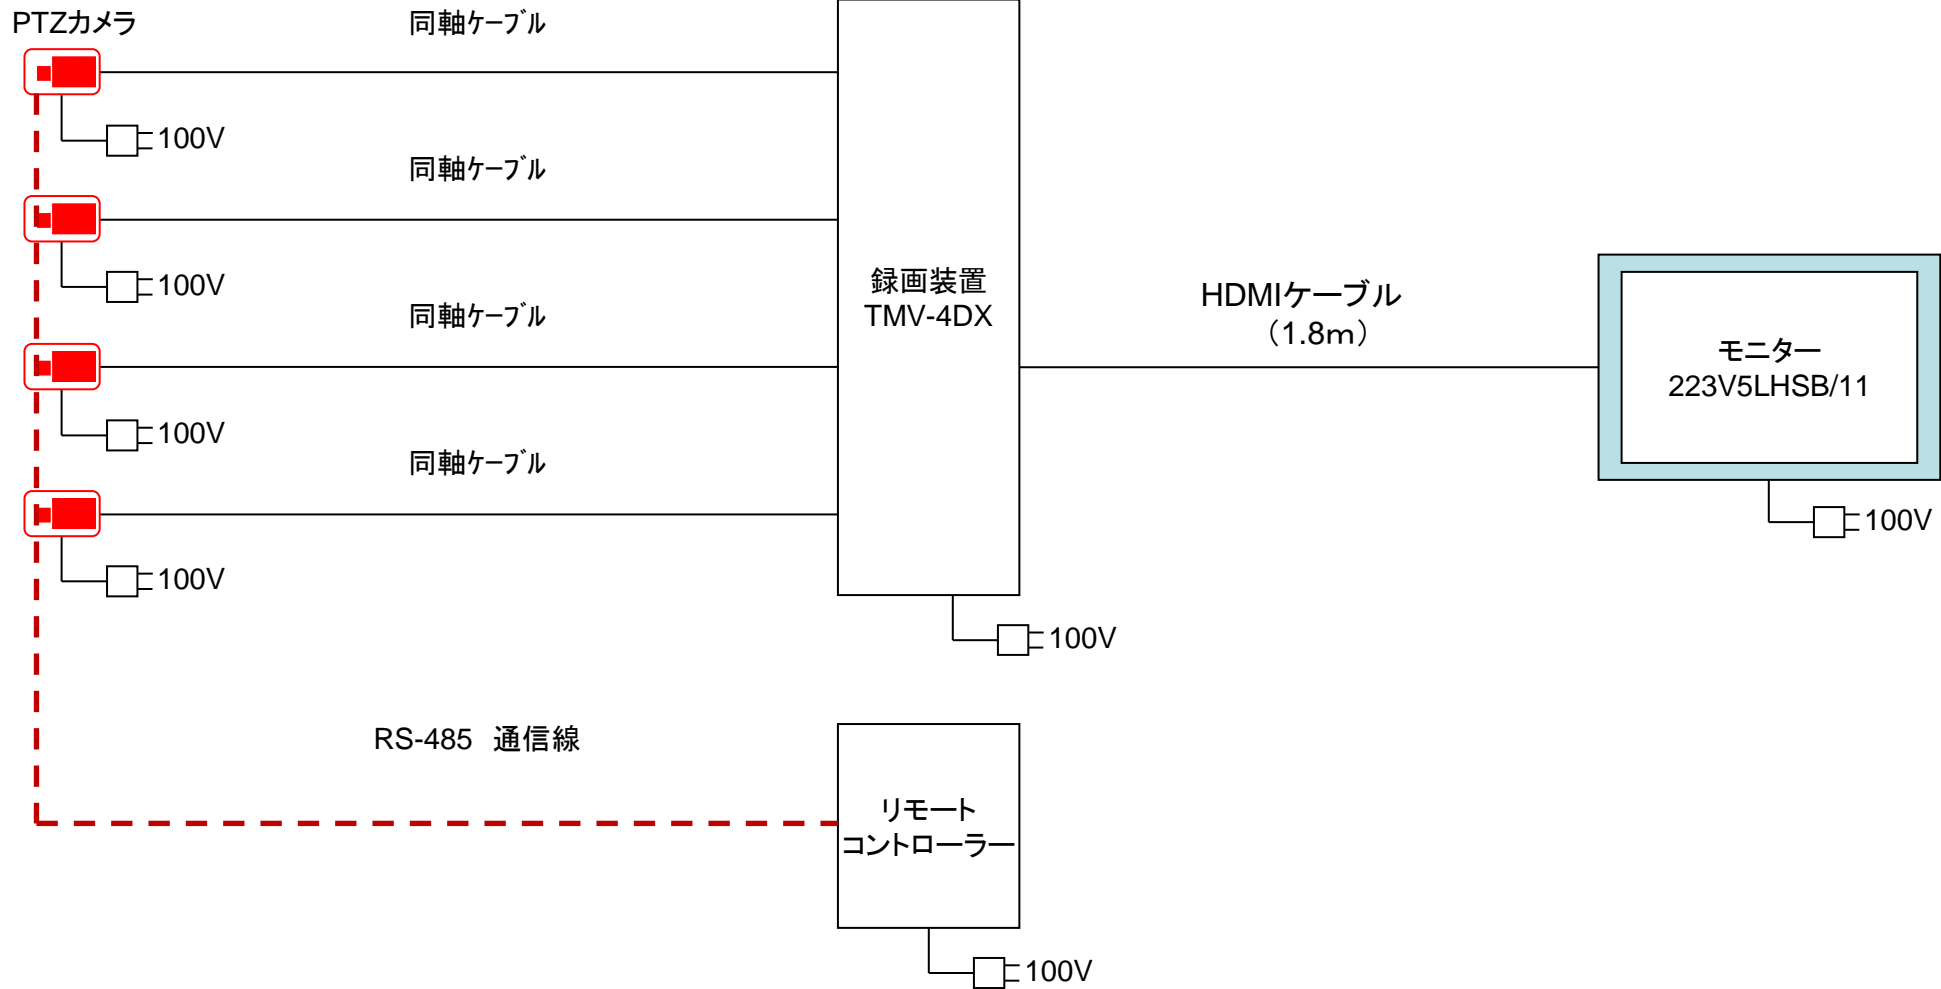 PTZカメラ
同軸ｹｰﾌﾞﾙ
100V
同軸ｹｰﾌﾞﾙ
100V
同軸ｹｰﾌﾞﾙ
100V
同軸ｹｰﾌﾞﾙ
100V
録画装置
TMV-4DX
100V
HDMIケーブル
（1.8ｍ）
モニター
223V5LHSB/11
100V
RS-485　通信線
リモート
コントローラー
100V